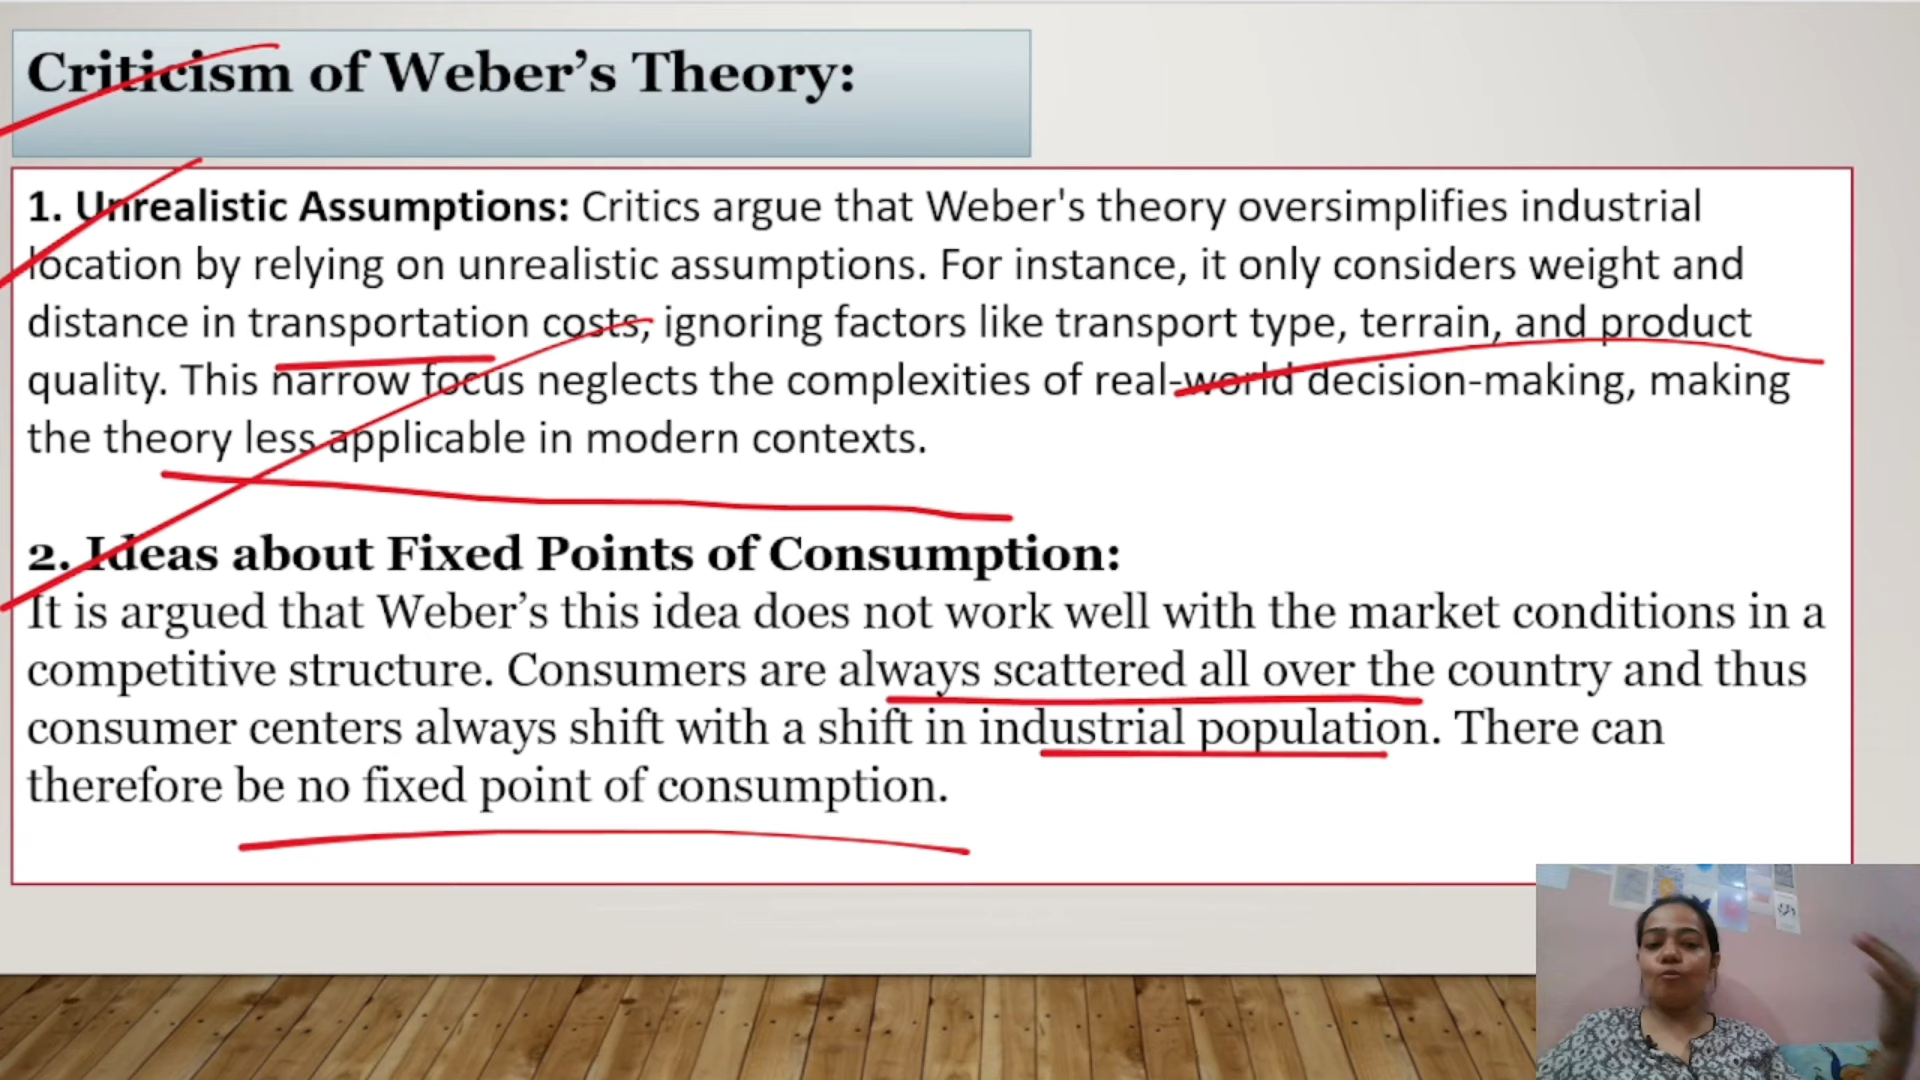 Criticism of Weber’s Theory:
1. Unrealistic Assumptions: Critics argue that Weber's theory oversimplifies industrial
location by relying on unrealistic assumptions. For instance, it only considers weight and
distance in transportation costs, ignoring factors like transport type, terrain, and product
quality. This narrow focus neglects the complexities of real-world decision-making, making
the theory less applicable in modern contexts.
2. Ideas about Fixed Points of Consumption:
It is argued that Weber’s this idea does not work well with the market conditions in a
competitive structure. Consumers are always scattered all over the country and thus
consumer centers always shift with a shift in industrial population. There can
therefore be no fixed point of consumption.